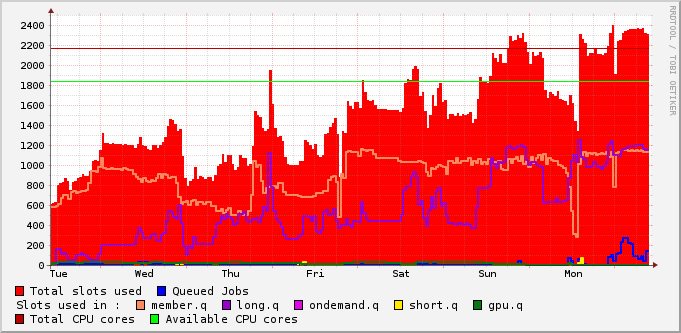 RRDTOOL / TOBI OETIKER
2400
2200
2000
1800
1600
1400
1200
1000
800
600
400
200
0
Tue Wed Thu Fri Sat Sun Mon
Total slots used Queued Jobs
Slots used in : member.q long.q ondemand.q short.q gpu.q
Total CPU cores Available CPU cores